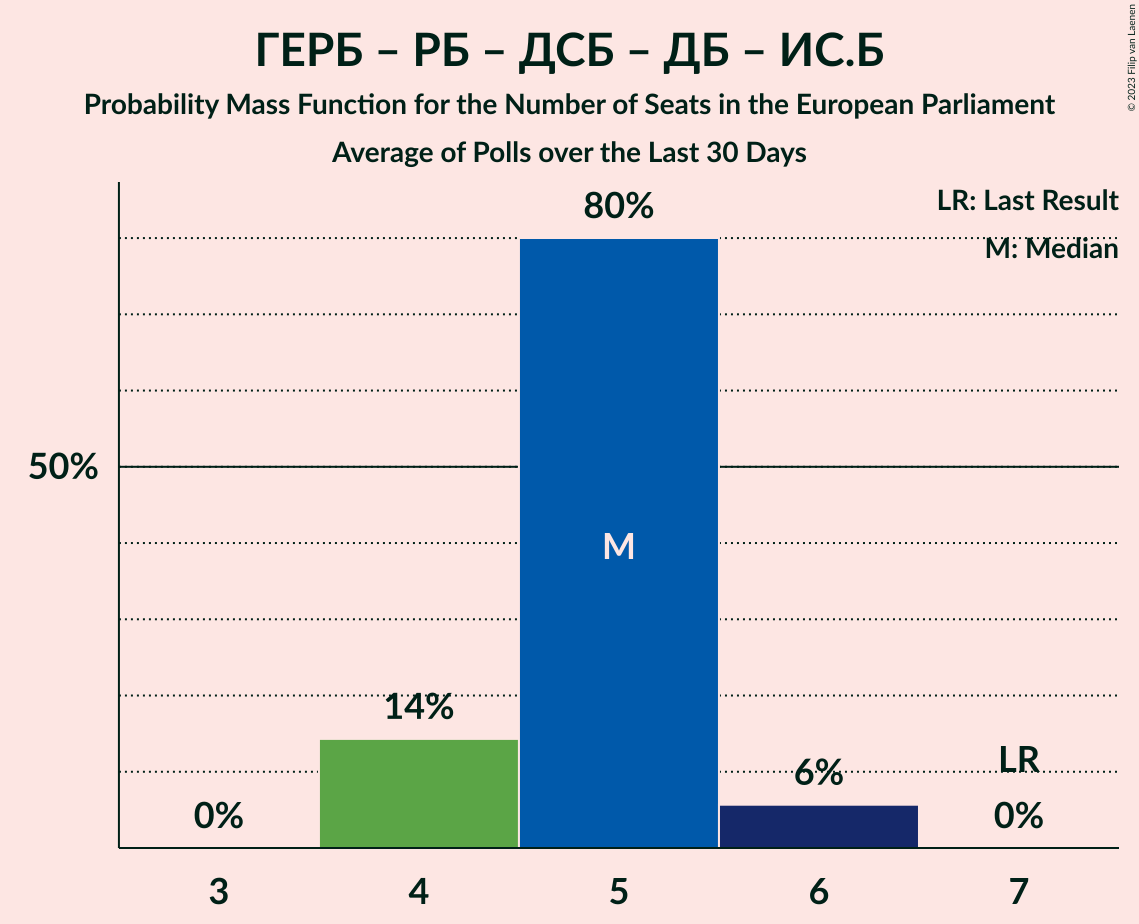 ГЕРБ – РБ – ДСБ – ДБ – ИС.Б
Probability Mass Function for the Number of Seats in the European Parliament
Average of Polls over the Last 30 Days
© 2023 Filip van Laenen
LR: Last Result
M: Median
80%
50%
M
14%
LR
6%
0%
0%
3
4
5
6
7